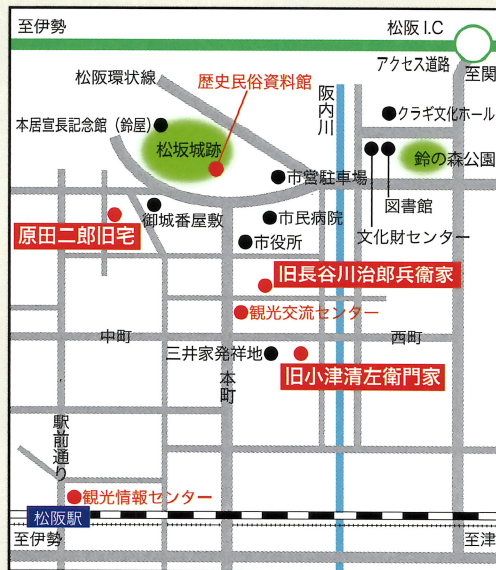 至伊勢
松阪I.C
アクセス道路
至関
松阪環状線
歴史民俗資料館
阪内川
クラギ文化ホール
本居宣長記念館（鈴屋）
松坂城跡
鈴の森公園
市営駐車場
図書館
御城番屋敷
市民病院
文化財センター
原田二郎旧宅
市役所
旧長谷川治郎兵衛家
観光交流センター
中町
西町
三井家発祥地
本町
旧小津清左衛門家
駅前通り
観光情報センター
松阪駅
至伊勢
至津